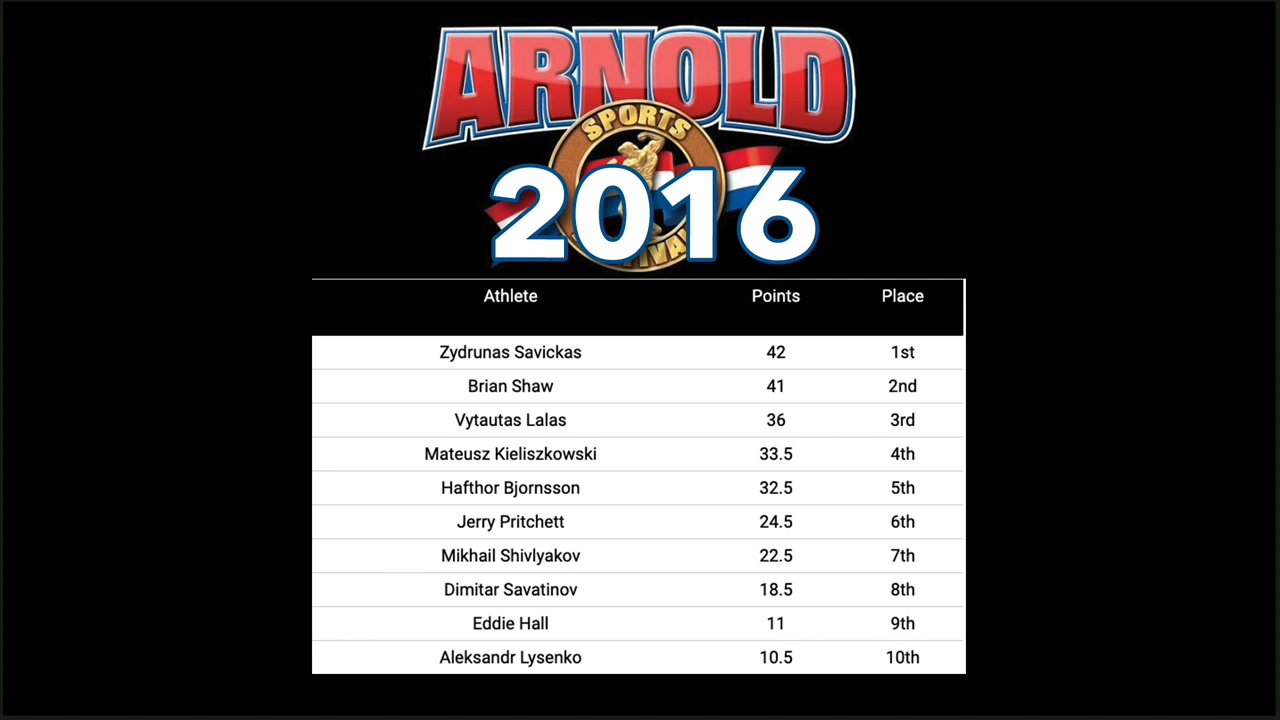 ARNOLD
SPORTS
2016
Athlete Points Place
Zydrunas Savickas 42 1st
Brian Shaw 41 2nd
Vytautas Lalas 36 3rd
Mateusz Kieliszkowski 33.5 4th
Hafthor Bjornsson 32.5 5th
Jerry Pritchett 24.5 6th
Mikhail Shivlyakov 22.5 7th
Dimitar Savatinov 18.5 8th
Eddie Hall 11 9th
Aleksandr Lysenko 10.5 10th